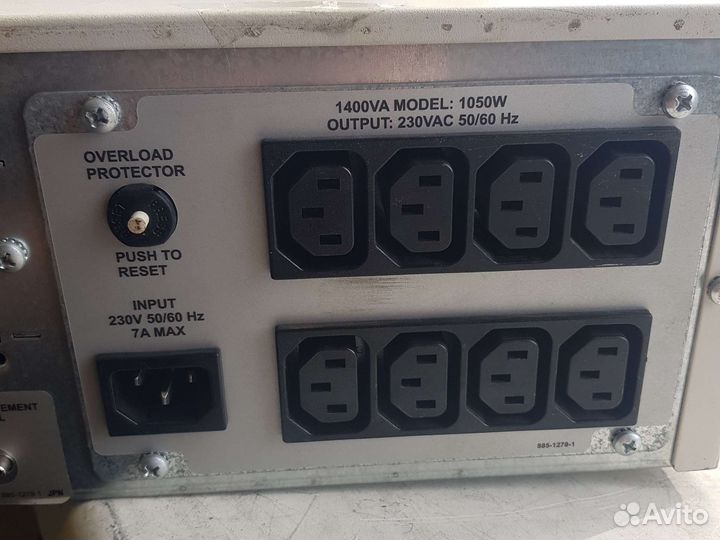 1400VA MODEL: 1050W
OUTPUT: 230VAC 50/60 Hz
OVERLOAD
PROTECTOR
PUSH TO
RESET
INPUT
230V 50/60 Hz
7A MAX
885-1279-1
EMENT
L
JPN
Avito